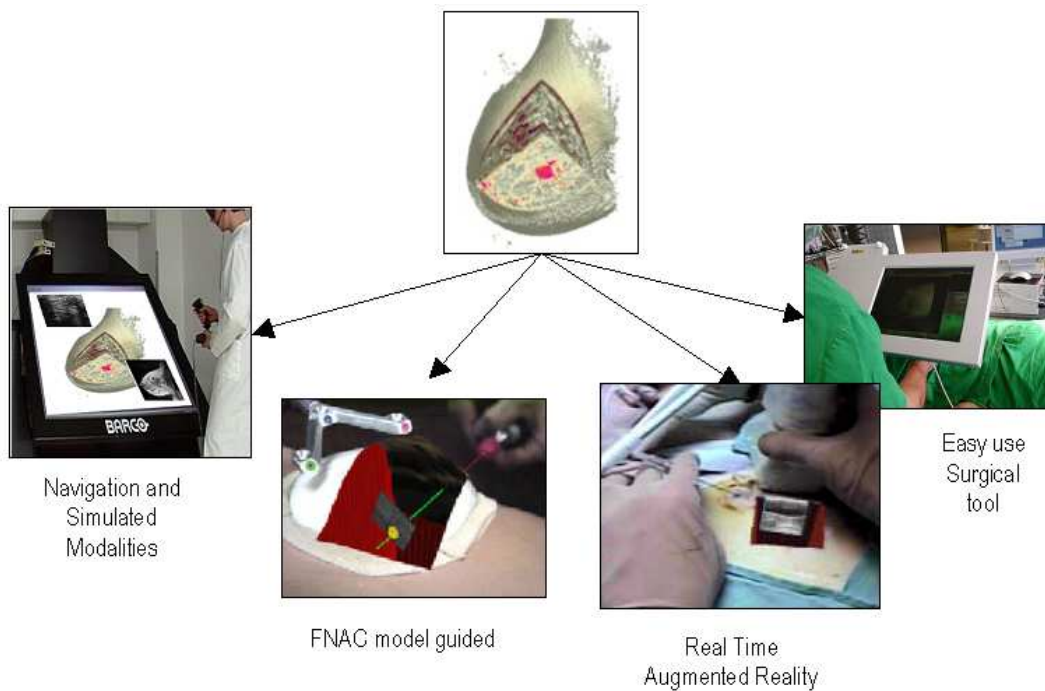 BARCO
Navigation and
Simulated
Modalities
FNAC model guided
Real Time
Augmented Reality
Easy use
Surgical
tool